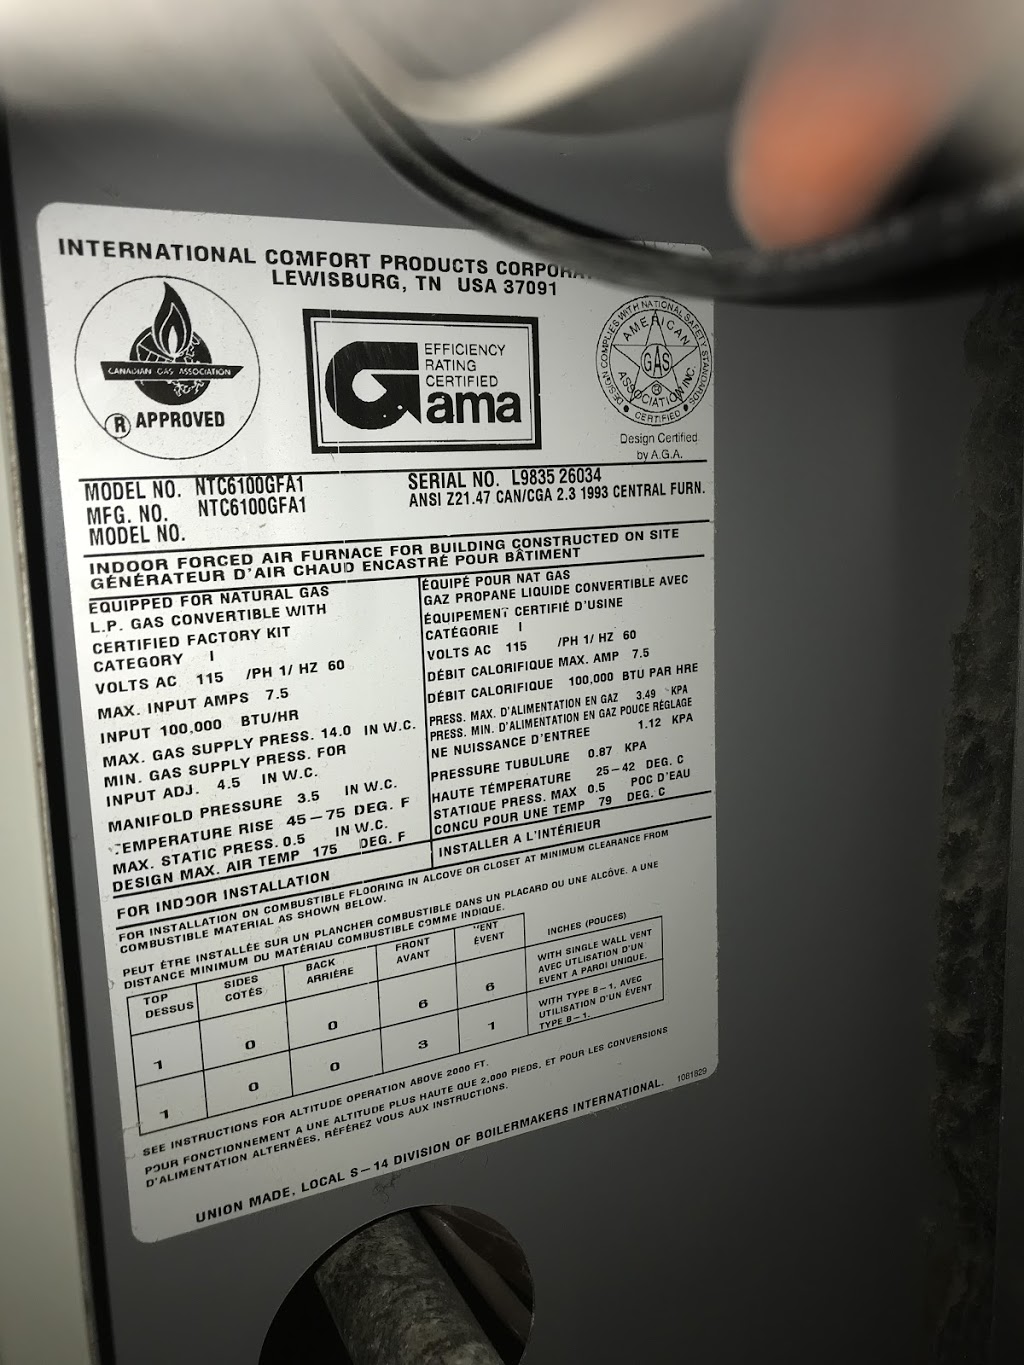 INTERNATIONAL COMFORT PRODUCTS
LEWISBURG, TN USA 37091
CANADIAN GAS ASSOCIATION
® APPROVED
EFFICIENCY
RATING
CERTIFIED
Gama
DESIGN COMPLIES WITH NATIONAL SAFETY STANDARDS
AMERICAN
GAS
ASSOCIATION INC.
• CERTIFIED •
Design Certified
by A.G.A.
MODEL NO. NTC6100GFA1
MFG. NO. NTC6100GFA1
MODEL NO.
SERIAL NO. L9835 26034
ANSI Z21.47 CAN/CGA 2.3 1993 CENTRAL FURN.
INDOOR FORCED AIR FURNACE FOR BUILDING CONSTRUCTED ON SITE
GÉNÉRATEUR D'AIR CHAUD ENCASTRÉ POUR BÂTIMENT
EQUIPPED FOR NATURAL GAS
L.P. GAS CONVERTIBLE WITH
CERTIFIED FACTORY KIT
CATEGORY I
VOLTS AC 115 /PH 1/ HZ 60
MAX. INPUT AMPS 7.5
INPUT 100,000 BTU/HR
MAX. GAS SUPPLY PRESS. 14.0 IN W.C.
MIN. GAS SUPPLY PRESS. FOR
INPUT ADJ. 4.5 IN W.C.
MANIFOLD PRESSURE 3.5 IN W.C.
TEMPERATURE RISE 45-75 DEG. F
MAX. STATIC PRESS. 0.5 IN W.C.
DESIGN MAX. AIR TEMP 175 DEG. F
FOR INDOOR INSTALLATION
ÉQUIPÉ POUR NAT GAS
GAZ PROPANE LIQUIDE CONVERTIBLE AVEC
ÉQUIPEMENT CERTIFIÉ D'USINE
CATÉGORIE I
VOLTS AC 115 /PH 1/ HZ 60
DÉBIT CALORIFIQUE MAX. AMP 7.5
DÉBIT CALORIFIQUE 100,000 BTU PAR HRE
PRESS. MAX. D'ALIMENTATION EN GAZ 3.49 KPA
PRESS. MIN. D'ALIMENTATION EN GAZ POUCE RÉGLAGE
NE NUISSANCE D'ENTREE 1.12 KPA
PRESSURE TUBULURE 0.87 KPA
HAUTE TÉMPÉRATURE 25-42 DEG. C
STATIQUE PRESS. MAX 0.5 POC D'EAU
CONCU POUR UNE TEMP 79 DEG. C
INSTALLER A L'INTÉRIEUR
FOR INSTALLATION ON COMBUSTIBLE FLOORING IN ALCOVE OR CLOSET AT MINIMUM CLEARANCE FROM
COMBUSTIBLE MATERIAL AS SHOWN BELOW.
PEUT ÊTRE INSTALLÉE SUR UN PLANCHER COMBUSTIBLE DANS UN PLACARD OU UNE ALCÔVE. A UNE
DISTANCE MINIMUM DU MATÉRIAU COMBUSTIBLE COMME INDIQUE.
TOP SIDES BACK FRONT VENT INCHES (POUCES)
DESSUS COTÉS ARRIÈRE AVANT ÉVENT
1 0 0 6 6 WITH SINGLE WALL VENT
AVEC UTLISATION D'UN
EVENT A PAROI UNIQUE.
1 0 0 3 1 WITH TYPE B-1, AVEC
UTILISATION D'UN ÉVENT
TYPE B-1.
SEE INSTRUCTIONS FOR ALTITUDE OPERATION ABOVE 2000 FT.
POUR FONCTIONNEMENT A UNE ALTITUDE PLUS HAUTE QUE 2,000 PIEDS, ET POUR LES CONVERSIONS
D'ALIMENTATION ALTERNÉES, RÉFÉREZ VOUS AUX INSTRUCTIONS.
1081829
UNION MADE, LOCAL S-14 DIVISION OF BOILERMAKERS INTERNATIONAL.